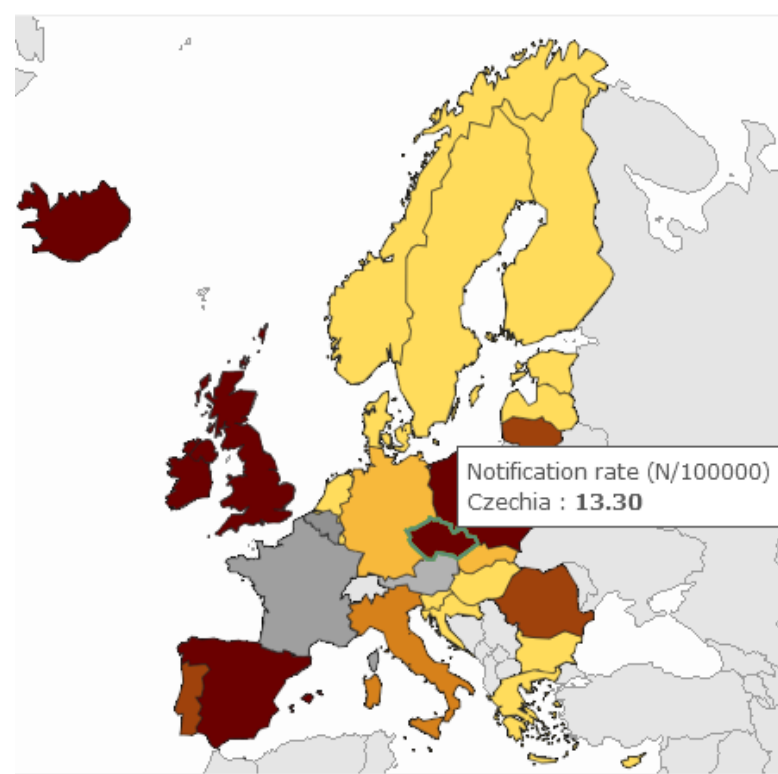 Notification rate (N/100000)
Czechia : 13.30